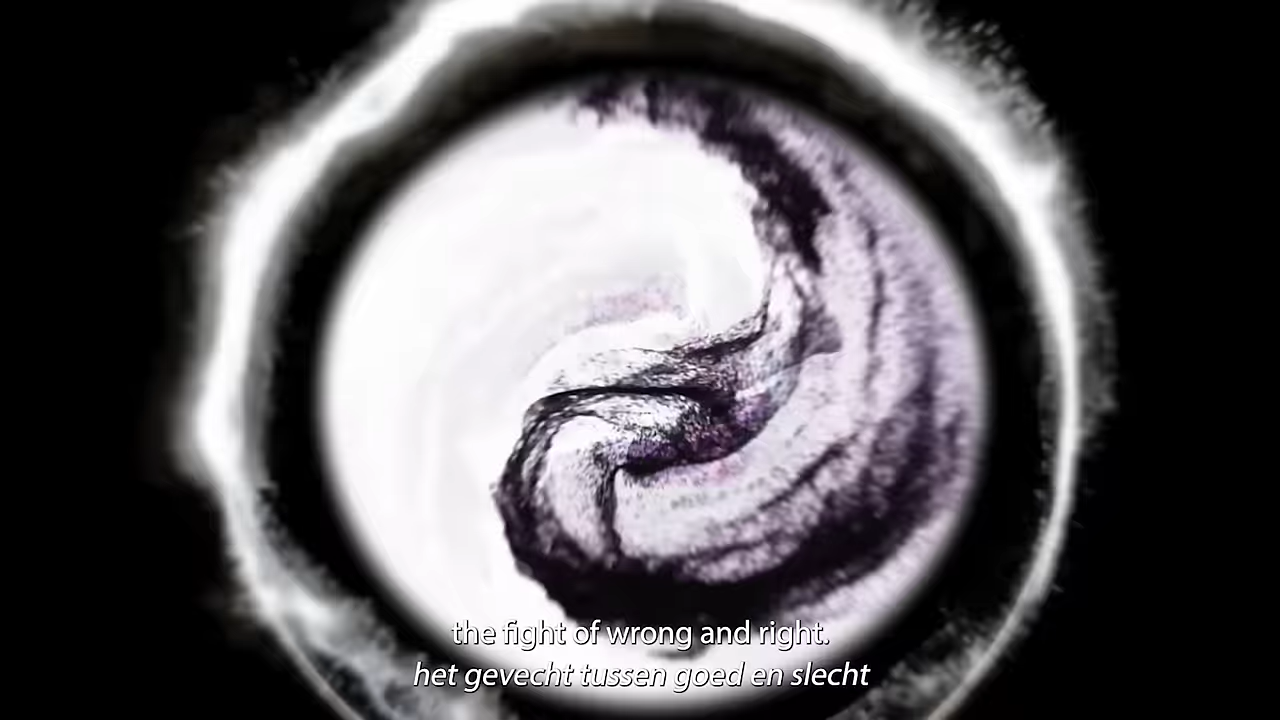 the fight of wrong and right.
het gevecht tussen goed en slecht